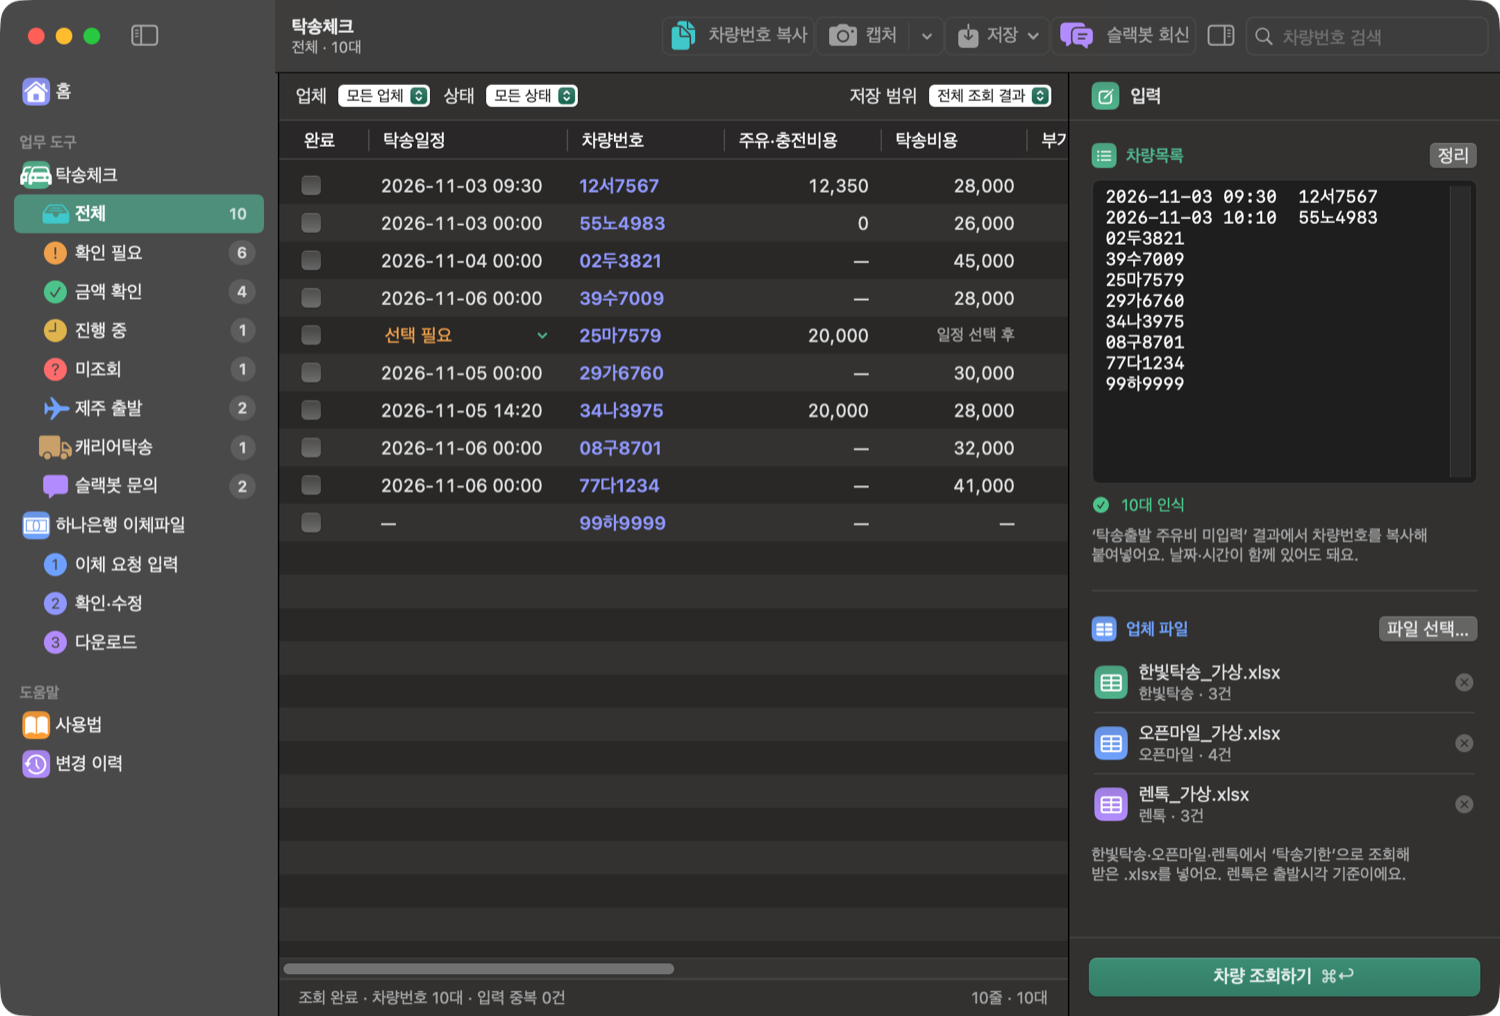 탁송체크
전체 · 10대
차량번호 복사
캡처
저장
슬랙봇 회신
차량번호 검색
홈
업무 도구
탁송체크
전체 10
확인 필요 6
금액 확인 4
진행 중 1
미조회 1
제주 출발 2
캐리어탁송 1
슬랙봇 문의 2
하나은행 이체파일
1 이체 요청 입력
2 확인·수정
3 다운로드
도움말
사용법
변경 이력
업체 모든 업체 상태 모든 상태 저장 범위 전체 조회 결과
완료 탁송일정 차량번호 주유·충전비용 탁송비용 부가
2026-11-03 09:30 12서7567 12,350 28,000
2026-11-03 00:00 55노4983 0 26,000
2026-11-04 00:00 02두3821 — 45,000
2026-11-06 00:00 39수7009 — 28,000
선택 필요 25마7579 20,000 일정 선택 후
2026-11-05 00:00 29가6760 — 30,000
2026-11-05 14:20 34나3975 20,000 28,000
2026-11-06 00:00 08구8701 — 32,000
2026-11-06 00:00 77다1234 — 41,000
— 99하9999 — —
조회 완료 · 차량번호 10대 · 입력 중복 0건
10줄 · 10대
입력
차량목록 정리
2026-11-03 09:30 12서7567
2026-11-03 10:10 55노4983
02두3821
39수7009
25마7579
29가6760
34나3975
08구8701
77다1234
99하9999
10대 인식
‘탁송출발 주유비 미입력’ 결과에서 차량번호를 복사해
붙여넣어요. 날짜·시간이 함께 있어도 돼요.
업체 파일 파일 선택...
한빛탁송_가상.xlsx
한빛탁송 · 3건
오픈마일_가상.xlsx
오픈마일 · 4건
렌톡_가상.xlsx
렌톡 · 3건
한빛탁송·오픈마일·렌톡에서 ‘탁송기한’으로 조회해
받은 .xlsx를 넣어요. 렌톡은 출발시각 기준이에요.
차량 조회하기 ⌘↩